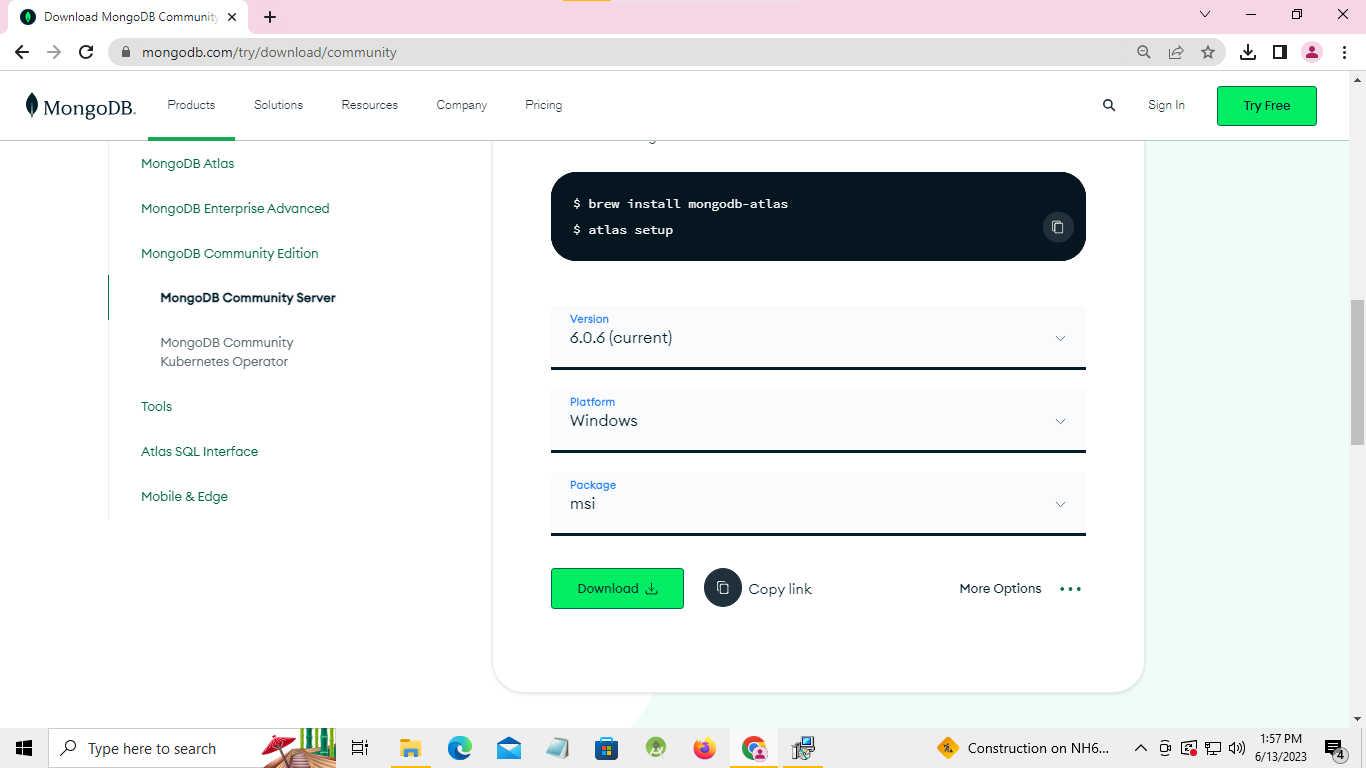 Download MongoDB Community
mongodb.com/try/download/community
MongoDB.
Products
Solutions
Resources
Company
Pricing
Sign In
Try Free
MongoDB Atlas
MongoDB Enterprise Advanced
MongoDB Community Edition
MongoDB Community Server
MongoDB Community
Kubernetes Operator
Tools
Atlas SQL Interface
Mobile & Edge
$ brew install mongodb-atlas
$ atlas setup
Version
6.0.6 (current)
Platform
Windows
Package
msi
Download
Copy link
More Options
Type here to search
Construction on NH6...
1:57 PM
6/13/2023
4